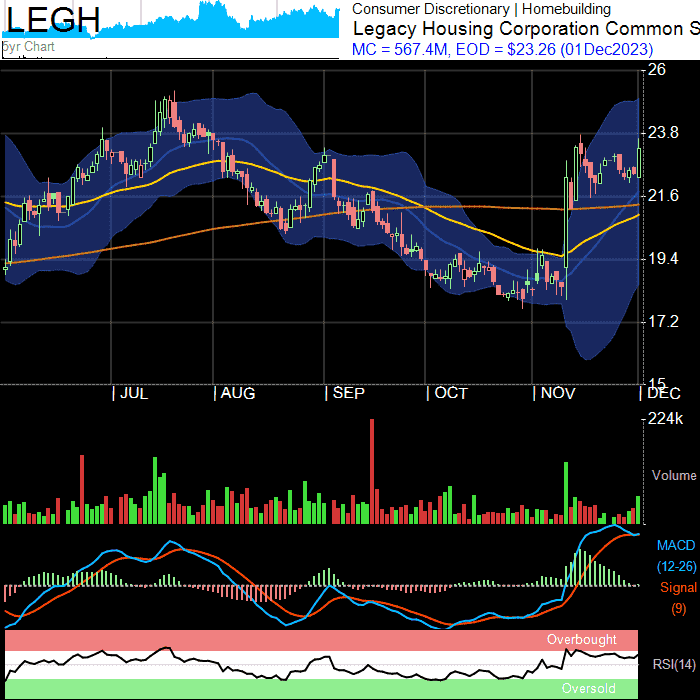 LEGH
5yr Chart
Consumer Discretionary | Homebuilding
Legacy Housing Corporation Common S
MC = 567.4M, EOD = $23.26 (01Dec2023)
26
23.8
21.6
19.4
17.2
15
| JUL | AUG | SEP | OCT | NOV | DEC
224k
Volume
MACD
(12-26)
Signal
(9)
Overbought
RSI(14)
Oversold